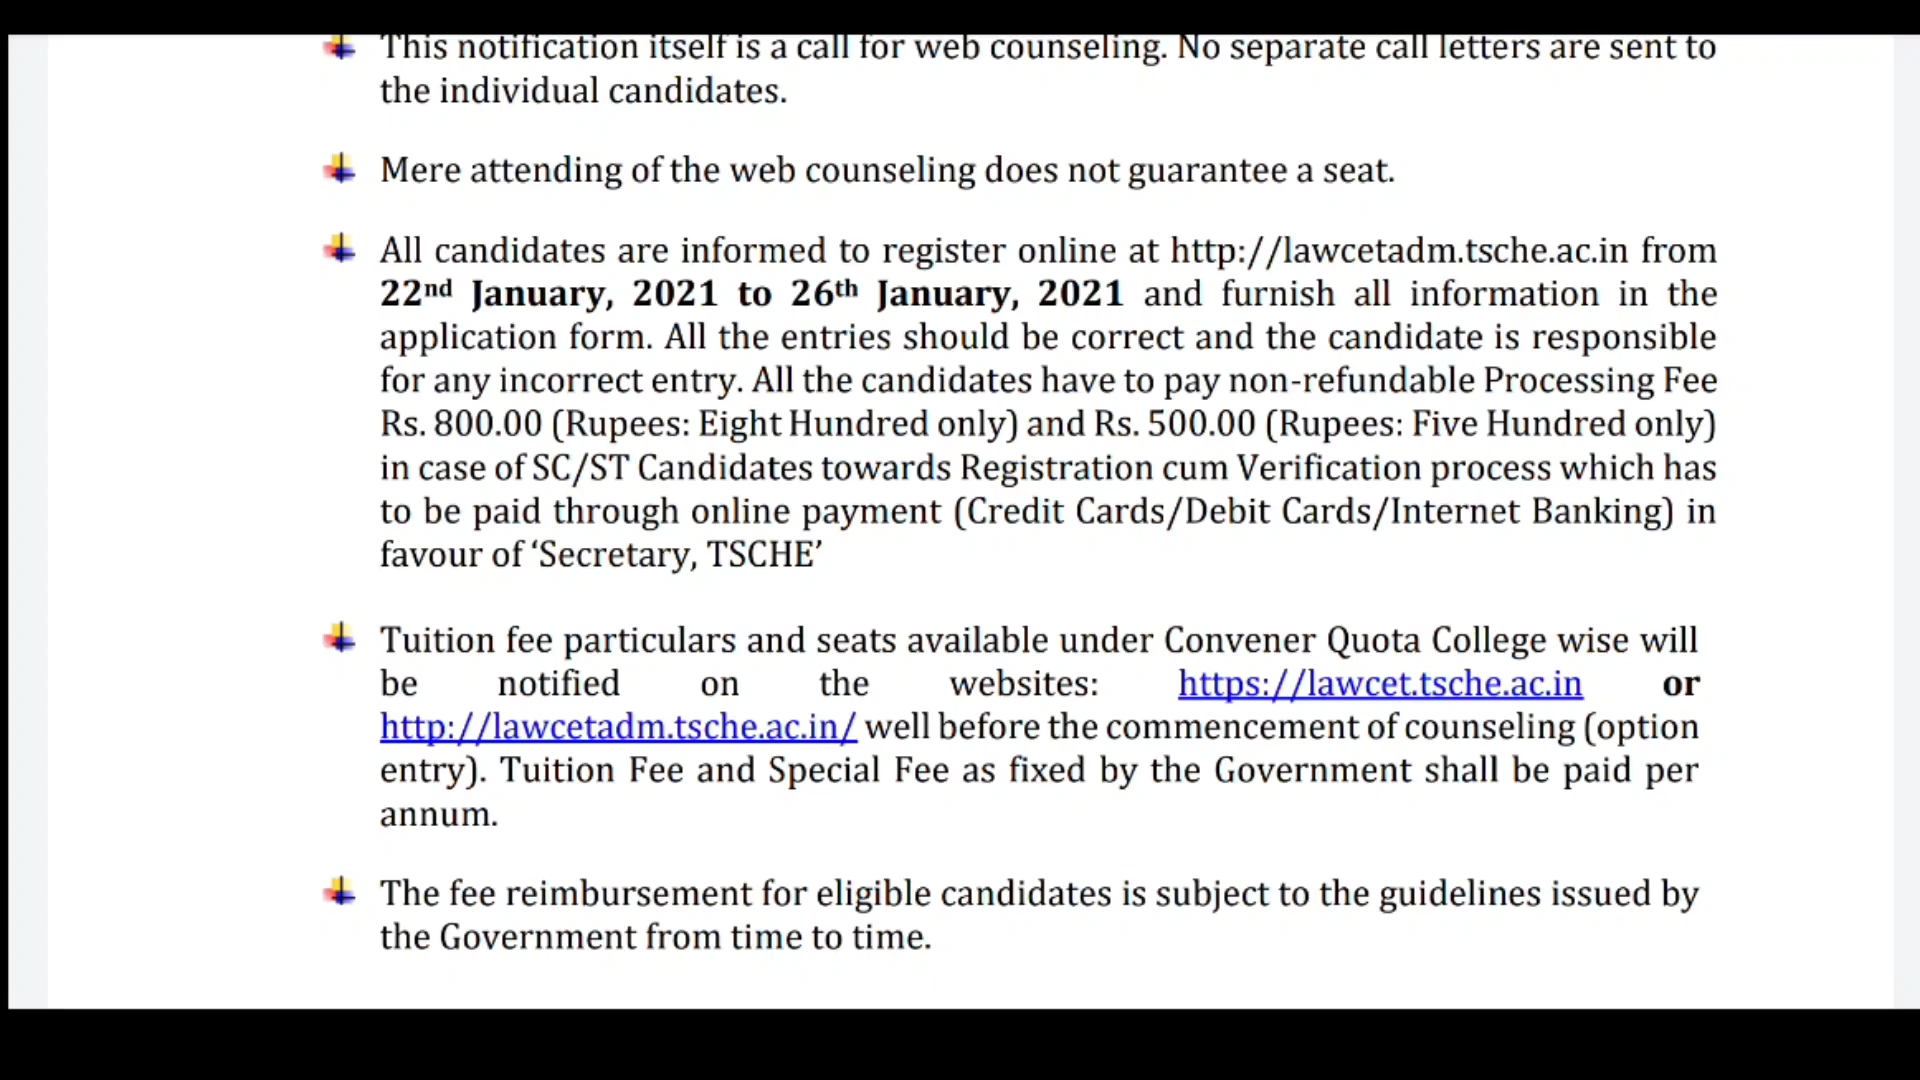 This notification itself is a call for web counseling. No separate call letters are sent to
the individual candidates.
Mere attending of the web counseling does not guarantee a seat.
All candidates are informed to register online at http://lawcetadm.tsche.ac.in from
22nd January, 2021 to 26th January, 2021 and furnish all information in the
application form. All the entries should be correct and the candidate is responsible
for any incorrect entry. All the candidates have to pay non-refundable Processing Fee
Rs. 800.00 (Rupees: Eight Hundred only) and Rs. 500.00 (Rupees: Five Hundred only)
in case of SC/ST Candidates towards Registration cum Verification process which has
to be paid through online payment (Credit Cards/Debit Cards/Internet Banking) in
favour of ‘Secretary, TSCHE’
Tuition fee particulars and seats available under Convener Quota College wise will
be notified on the websites: https://lawcet.tsche.ac.in or
http://lawcetadm.tsche.ac.in/ well before the commencement of counseling (option
entry). Tuition Fee and Special Fee as fixed by the Government shall be paid per
annum.
The fee reimbursement for eligible candidates is subject to the guidelines issued by
the Government from time to time.